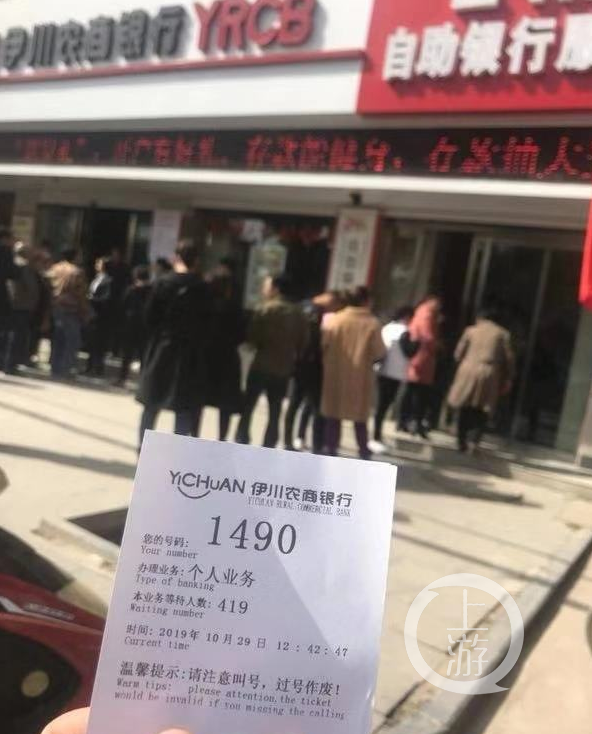 伊川农商银行 YRCB
自助银行服
YiCHuAN 伊川农商银行
YICHUAN RURAL COMMERCIAL BANK
您的号码: 1490
Your number
办理业务: 个人业务
Type of banking
本业务等待人数: 419
Waiting number
时间: 2019年 10月29日 12:42:47
Current time
温馨提示:请注意叫号,过号作废!
Warm tips: please attention,the ticket
would be invalid if you missing the calling
上游